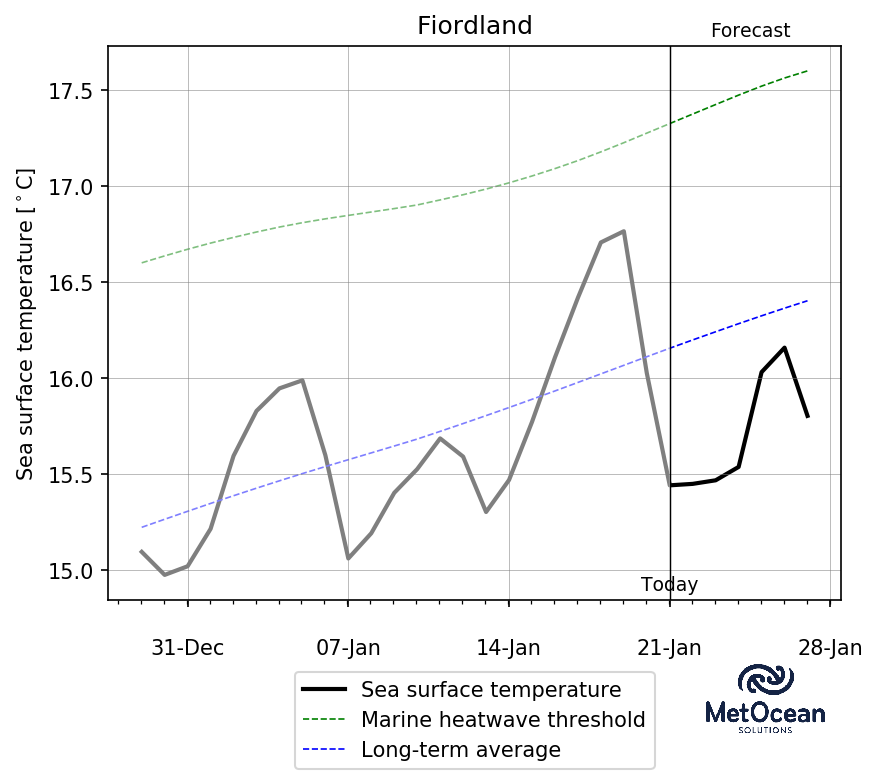 Fiordland
Forecast
Sea surface temperature [°C]
17.5
17.0
16.5
16.0
15.5
15.0
Today
31-Dec
07-Jan
14-Jan
21-Jan
28-Jan
Sea surface temperature
Marine heatwave threshold
Long-term average
MetOcean
SOLUTIONS